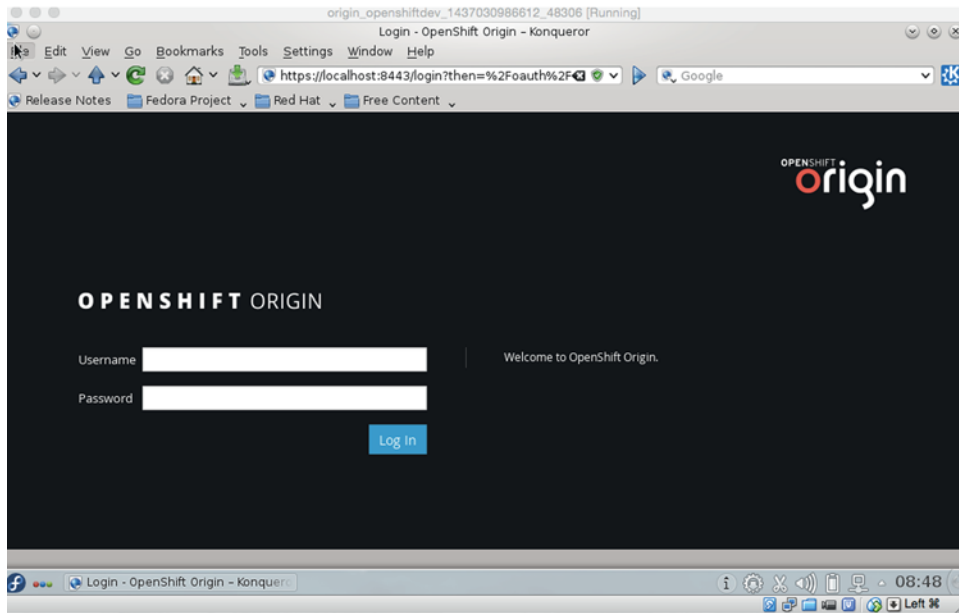 origin_openshiftdev_1437030986612_48306 [Running]
Login - OpenShift Origin – Konqueror
Edit View Go Bookmarks Tools Settings Window Help
https://localhost:8443/login?then=%2Foauth%2F
Google
Release Notes Fedora Project Red Hat Free Content
OPENSHIFT
origin
OPENSHIFT ORIGIN
Username
Welcome to OpenShift Origin.
Password
Log In
Login - OpenShift Origin – Konquero
08:48
Left ⌘